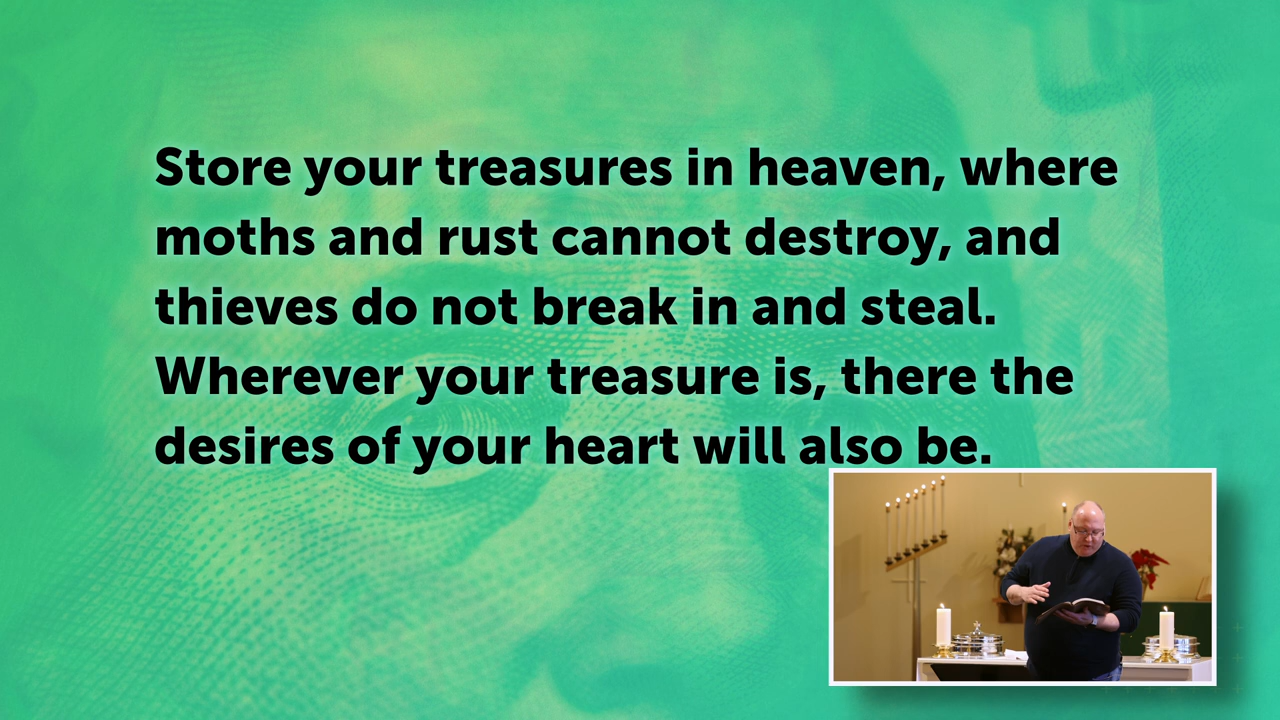 Store your treasures in heaven, where
moths and rust cannot destroy, and
thieves do not break in and steal.
Wherever your treasure is, there the
desires of your heart will also be.